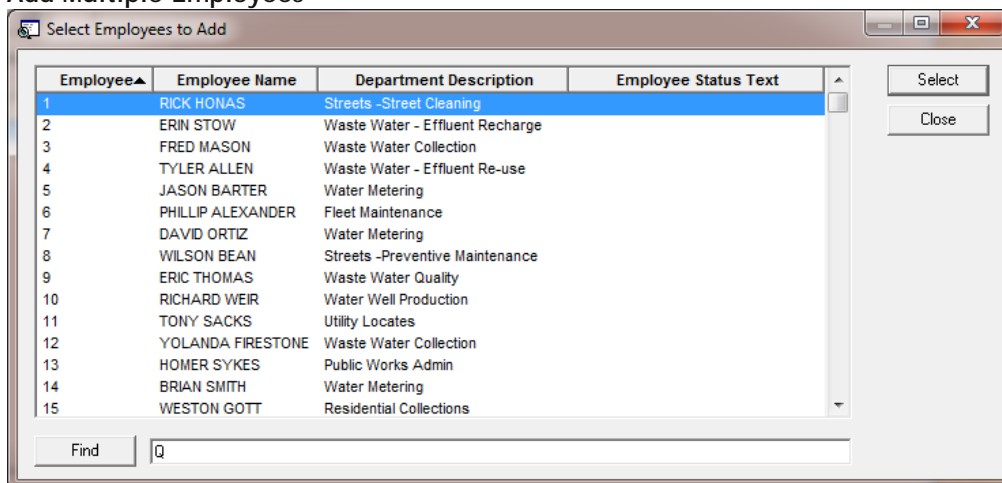 Add Multiple Employees
Select Employees to Add
Employee Employee Name Department Description Employee Status Text
1 RICK HONAS Streets -Street Cleaning
2 ERIN STOW Waste Water - Effluent Recharge
3 FRED MASON Waste Water Collection
4 TYLER ALLEN Waste Water - Effluent Re-use
5 JASON BARTER Water Metering
6 PHILLIP ALEXANDER Fleet Maintenance
7 DAVID ORTIZ Water Metering
8 WILSON BEAN Streets -Preventive Maintenance
9 ERIC THOMAS Waste Water Quality
10 RICHARD WEIR Water Well Production
11 TONY SACKS Utility Locates
12 YOLANDA FIRESTONE Waste Water Collection
13 HOMER SYKES Public Works Admin
14 BRIAN SMITH Water Metering
15 WESTON GOTT Residential Collections
Select
Close
Find Q